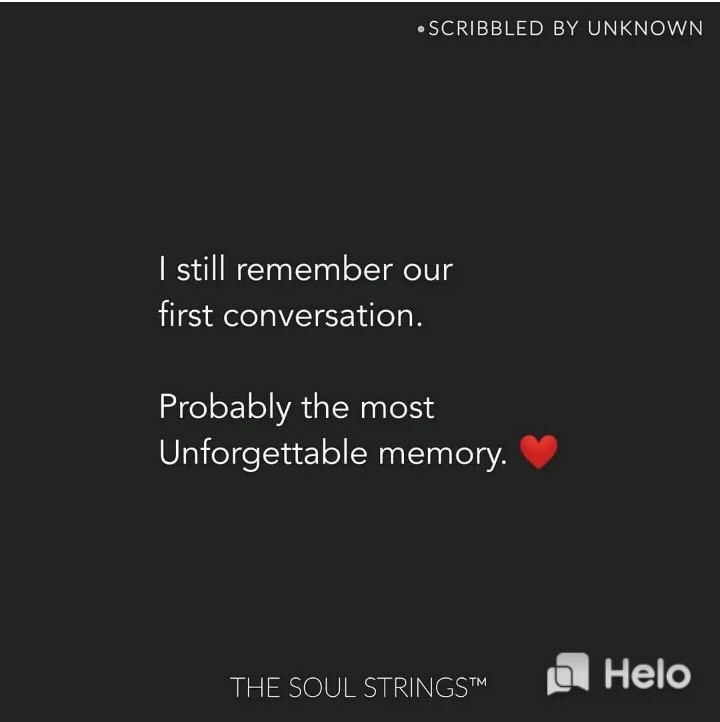 •SCRIBBLED BY UNKNOWN
I still remember our
first conversation.
Probably the most
Unforgettable memory. ❤️
THE SOUL STRINGS™
Helo